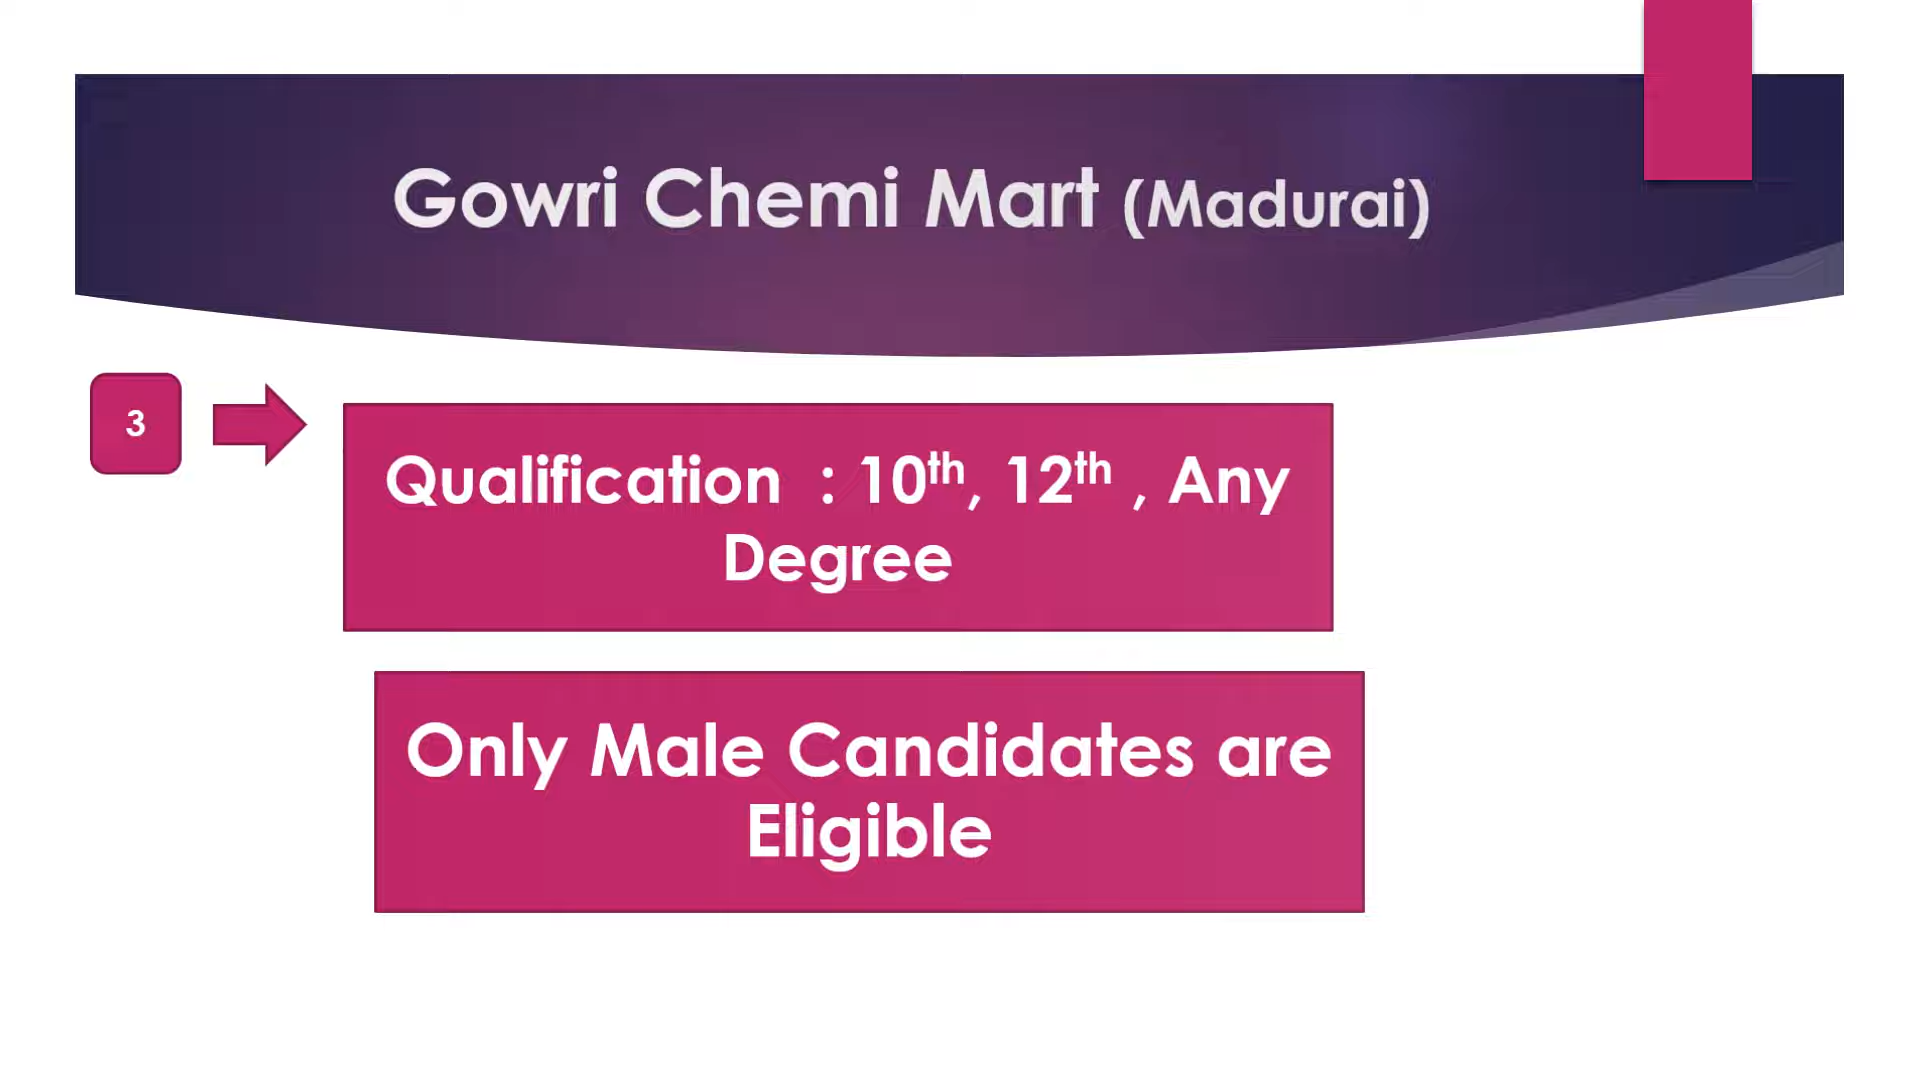 Gowri Chemi Mart (Madurai)
3
Qualification : 10th, 12th , Any
Degree
Only Male Candidates are
Eligible